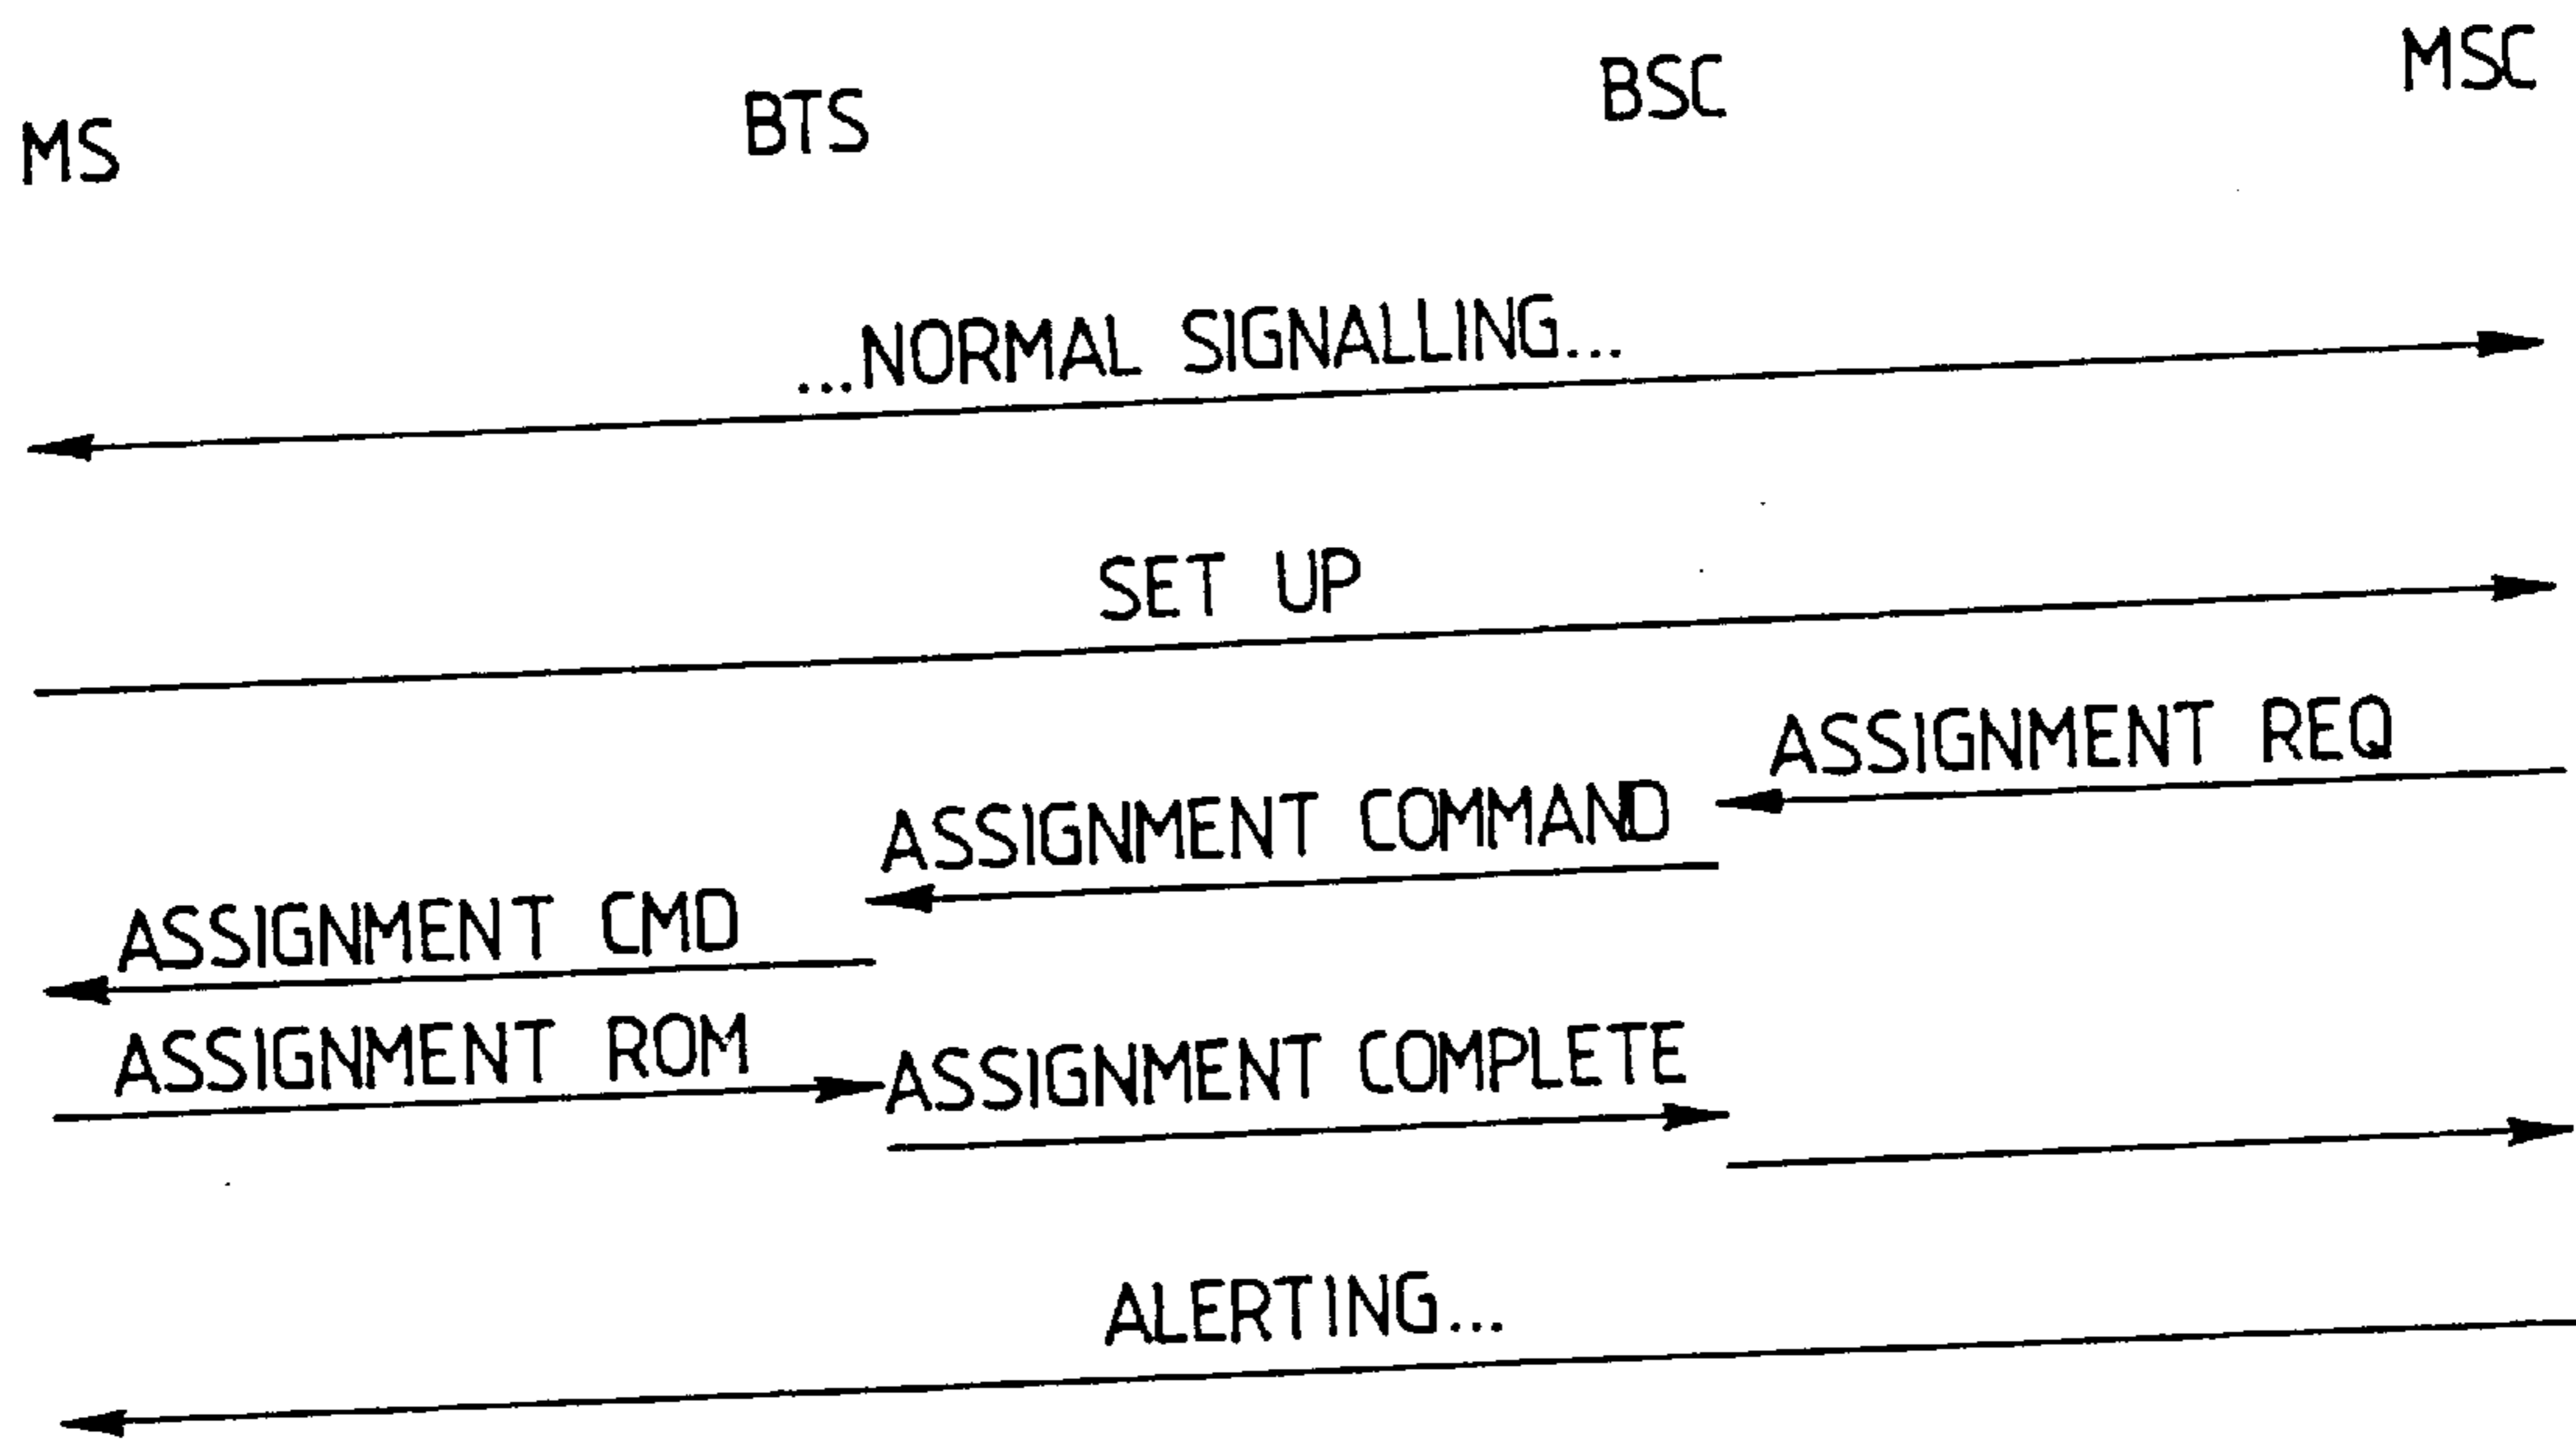 MS BTS BSC MSC
...NORMAL SIGNALLING...
SET UP
ASSIGNMENT REQ
ASSIGNMENT COMMAND
ASSIGNMENT CMD
ASSIGNMENT ROM
ASSIGNMENT COMPLETE
ALERTING...